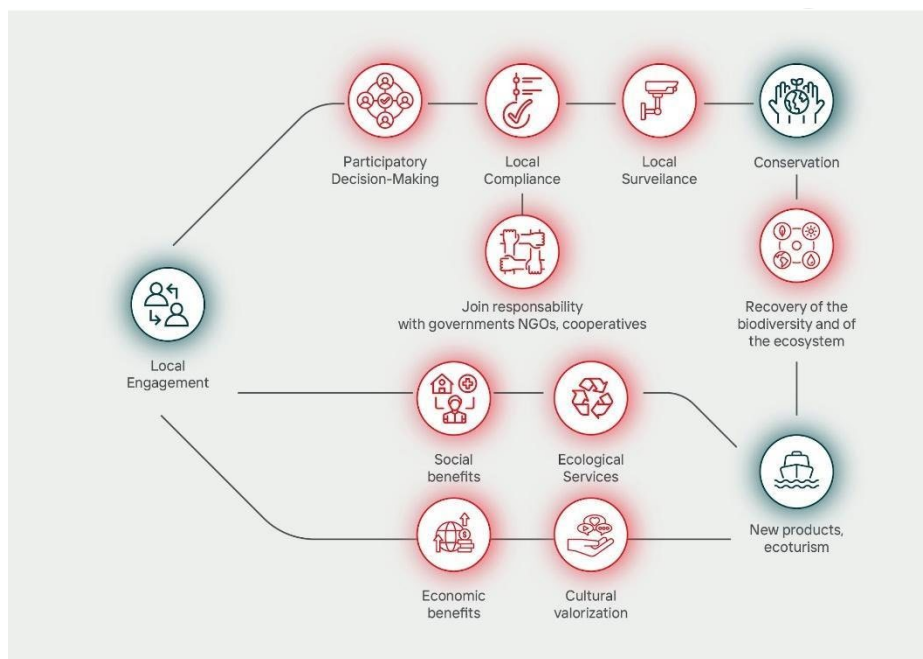 Participatory
Decision-Making
Local
Compliance
Local
Surveilance
Conservation
Join responsability
with governments NGOs, cooperatives
Recovery of the
biodiversity and of
the ecosystem
Local
Engagement
Social
benefits
Ecological
Services
New products,
ecoturism
Economic
benefits
Cultural
valorization